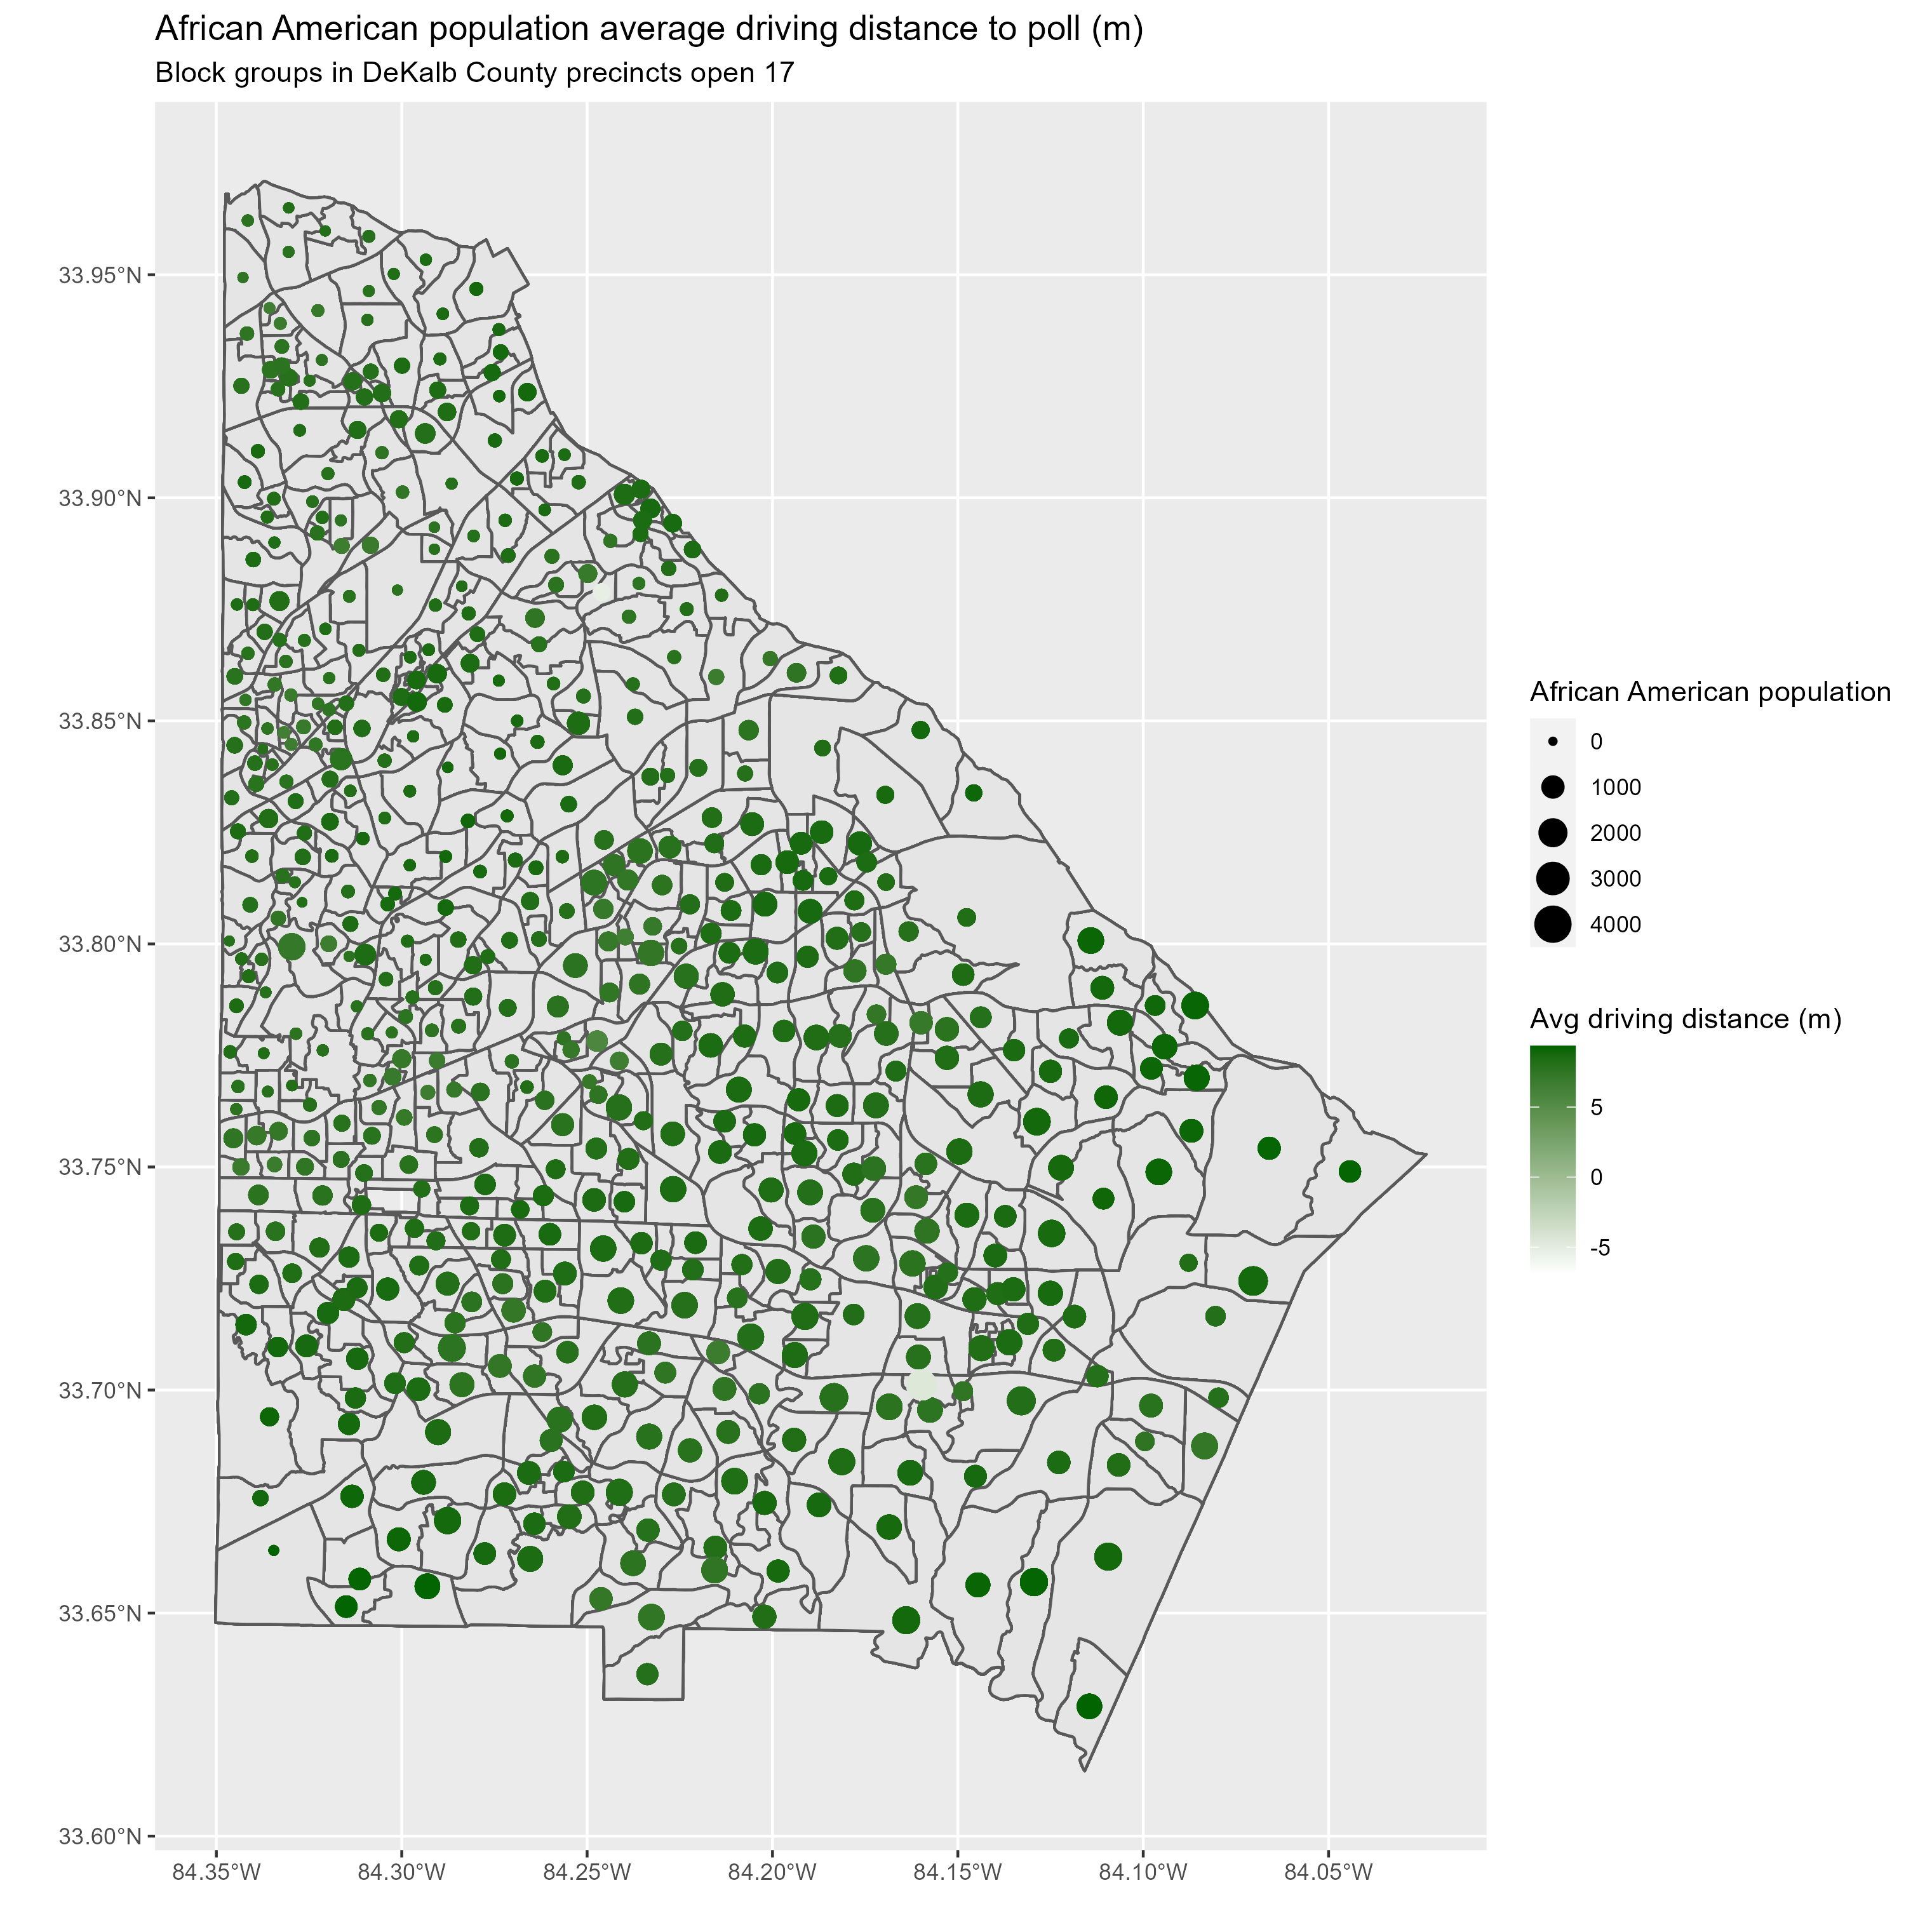 African American population average driving distance to poll (m)
Block groups in DeKalb County precincts open 17
33.95°N
33.90°N
33.85°N
33.80°N
33.75°N
33.70°N
33.65°N
33.60°N
84.35°W
84.30°W
84.25°W
84.20°W
84.15°W
84.10°W
84.05°W
African American population
0
1000
2000
3000
4000
Avg driving distance (m)
5
0
-5